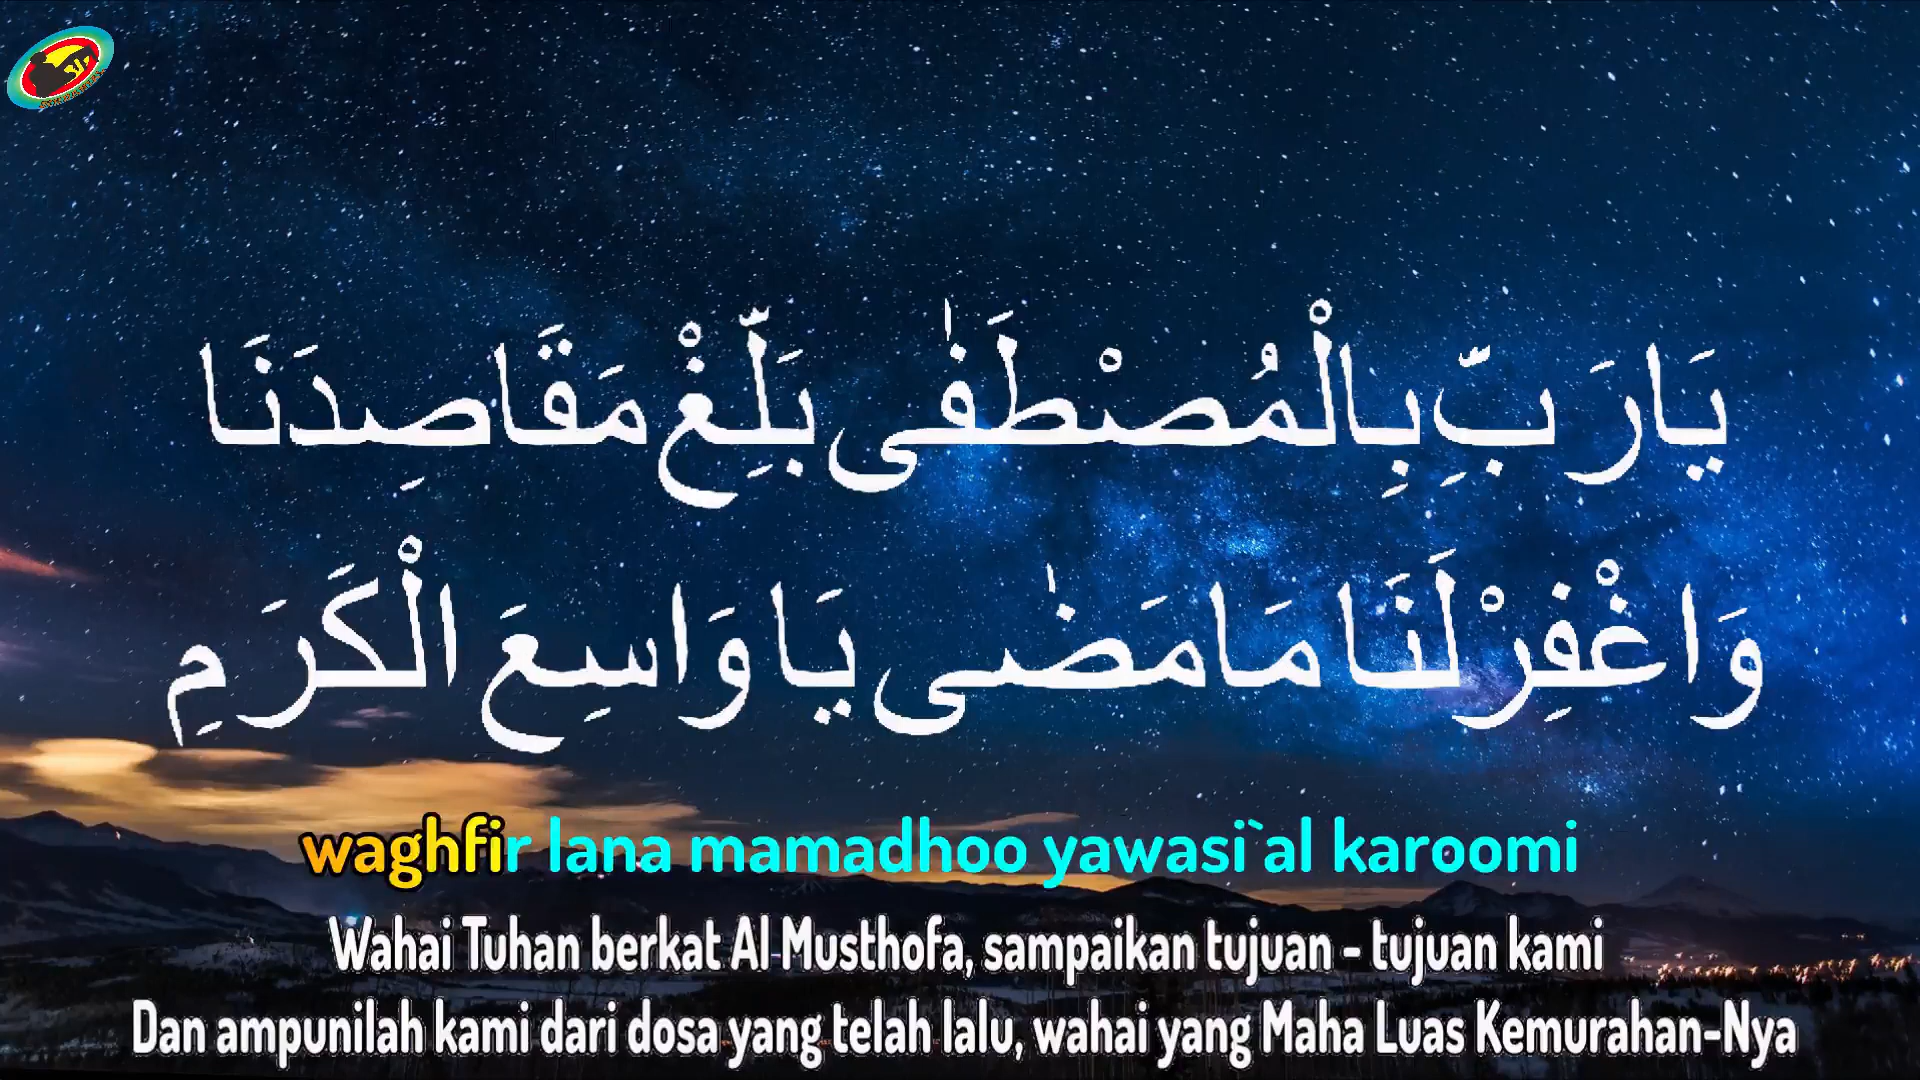 يَارَبِّ بِالْمُصْطَفٰى بَلِّغْ مَقَاصِدَنَا
وَاغْفِرْلَنَا مَامَضٰى يَا وَاسِعَ الْكَرَمِ
waghfir lana mamadhoo yawasi`al karoomi
Wahai Tuhan berkat Al Musthofa, sampaikan tujuan - tujuan kami
Dan ampunilah kami dari dosa yang telah lalu, wahai yang Maha Luas Kemurahan-Nya